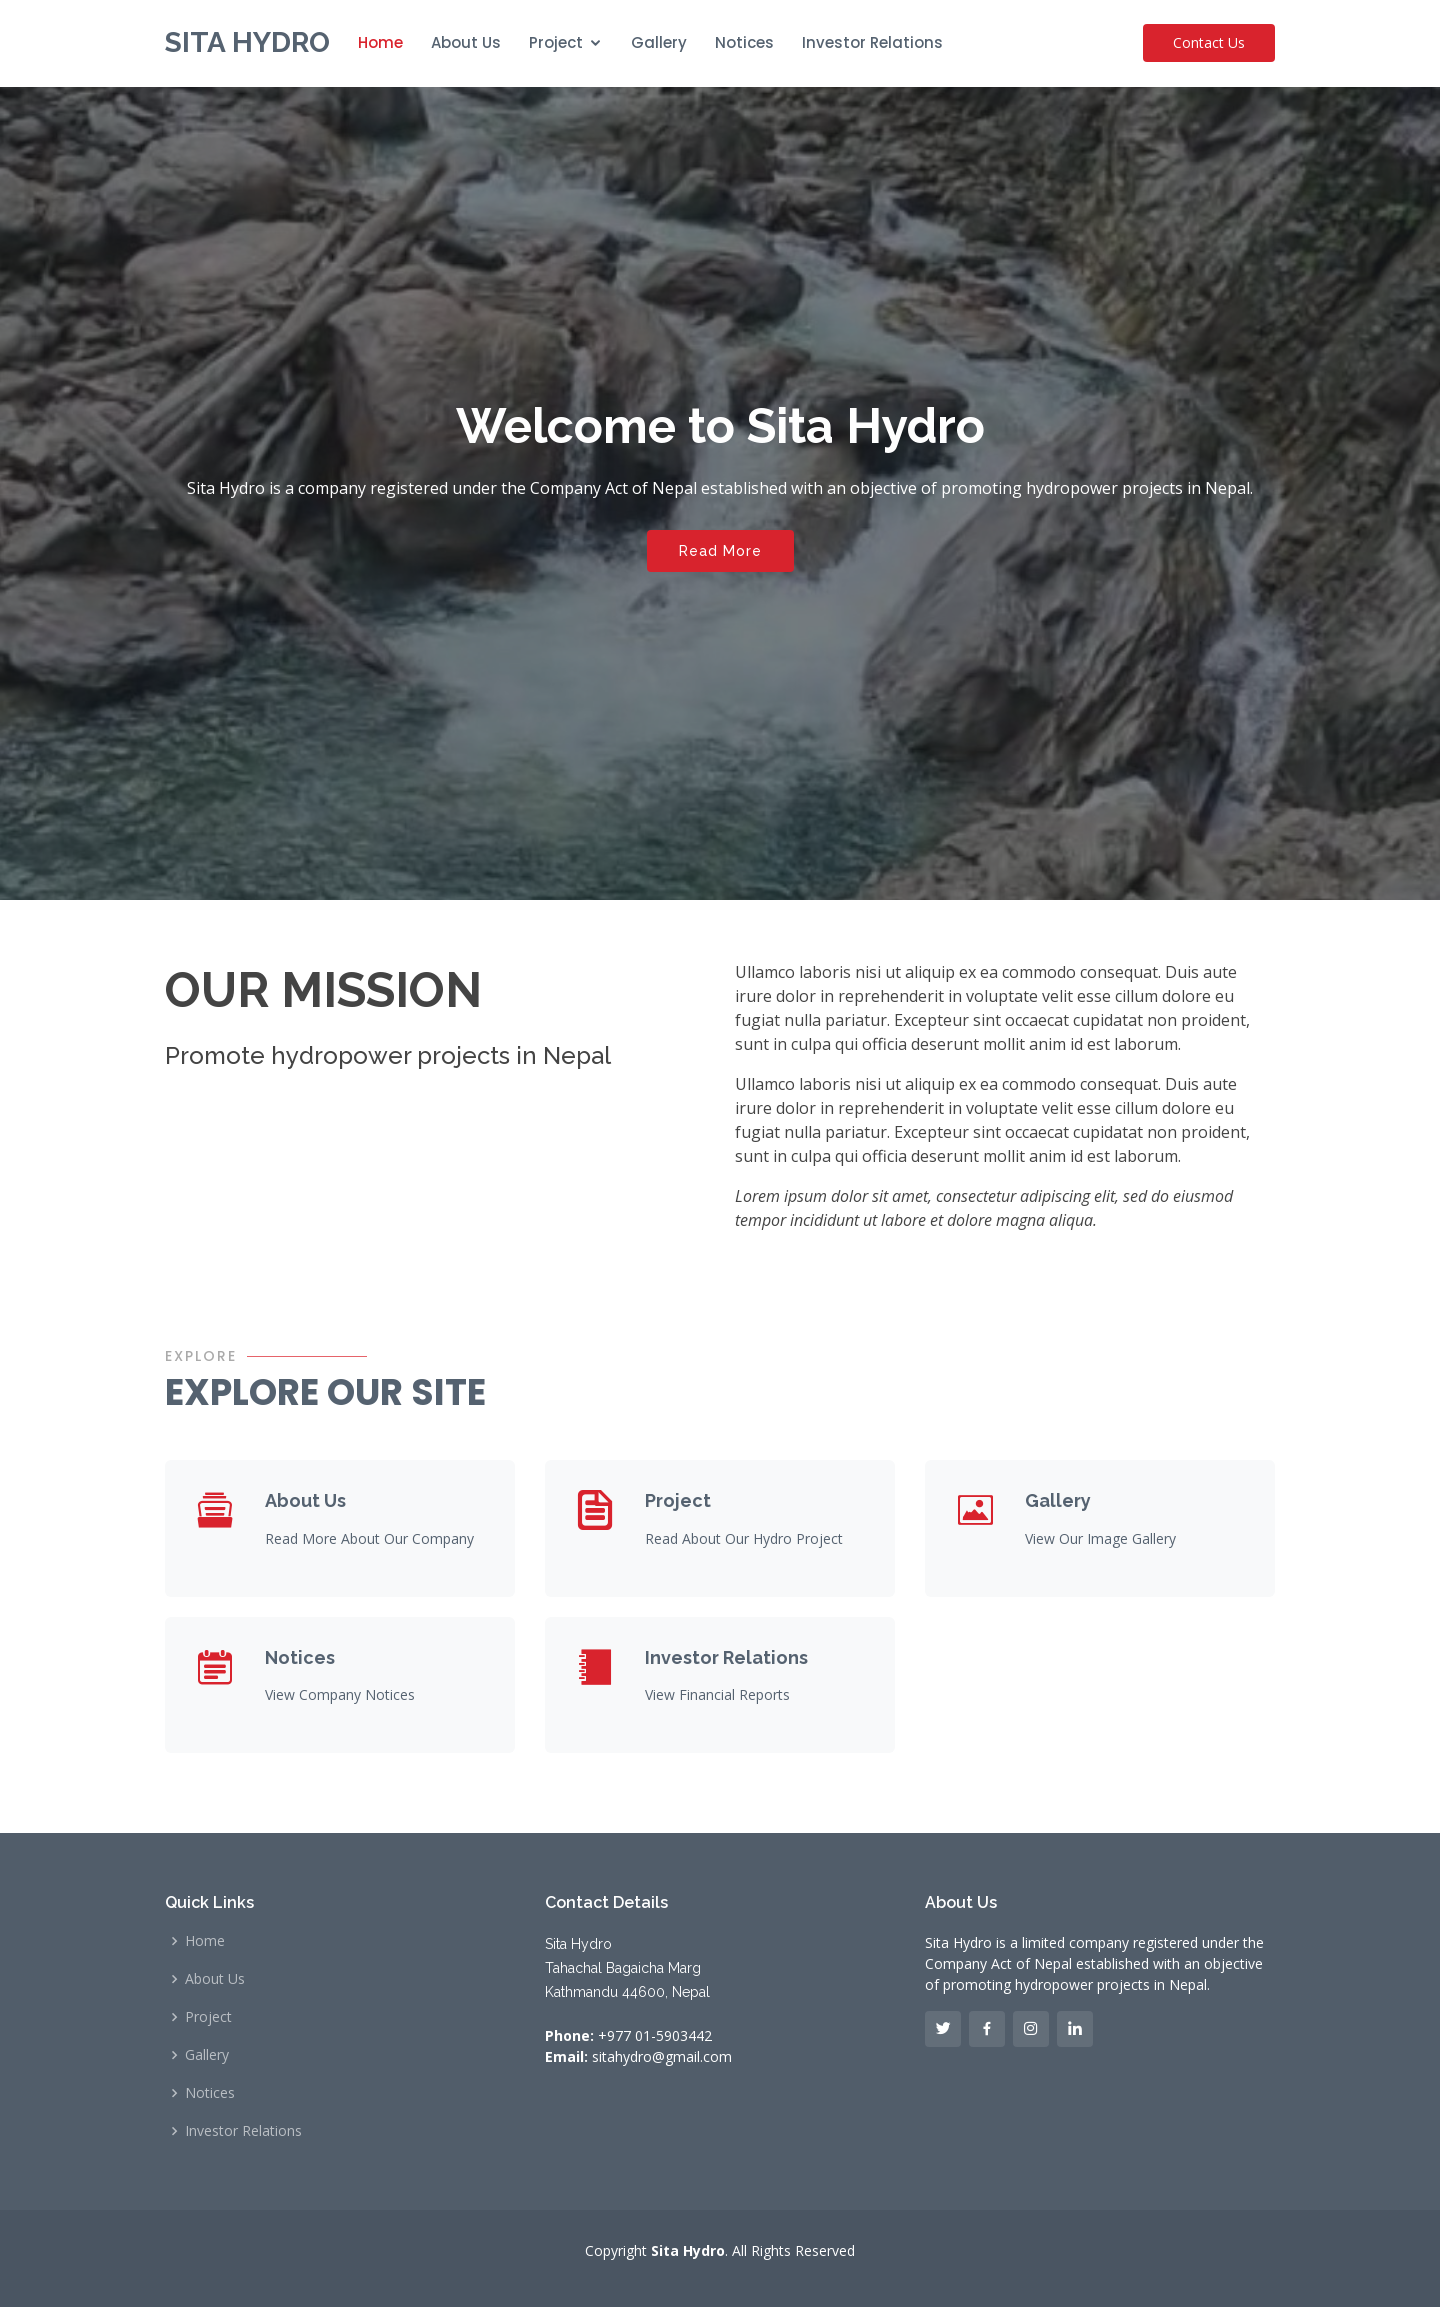 SITA HYDRO
Home
About Us
Project
Gallery
Notices
Investor Relations
Contact Us
Welcome to Sita Hydro
Sita Hydro is a company registered under the Company Act of Nepal established with an objective of promoting hydropower projects in Nepal.
Read More
OUR MISSION
Promote hydropower projects in Nepal
Ullamco laboris nisi ut aliquip ex ea commodo consequat. Duis aute
irure dolor in reprehenderit in voluptate velit esse cillum dolore eu
fugiat nulla pariatur. Excepteur sint occaecat cupidatat non proident,
sunt in culpa qui officia deserunt mollit anim id est laborum.
Ullamco laboris nisi ut aliquip ex ea commodo consequat. Duis aute
irure dolor in reprehenderit in voluptate velit esse cillum dolore eu
fugiat nulla pariatur. Excepteur sint occaecat cupidatat non proident,
sunt in culpa qui officia deserunt mollit anim id est laborum.
Lorem ipsum dolor sit amet, consectetur adipiscing elit, sed do eiusmod
tempor incididunt ut labore et dolore magna aliqua.
EXPLORE
EXPLORE OUR SITE
About Us
Read More About Our Company
Project
Read About Our Hydro Project
Gallery
View Our Image Gallery
Notices
View Company Notices
Investor Relations
View Financial Reports
Quick Links
Home
About Us
Project
Gallery
Notices
Investor Relations
Contact Details
Sita Hydro
Tahachal Bagaicha Marg
Kathmandu 44600, Nepal
Phone: +977 01-5903442
Email: sitahydro@gmail.com
About Us
Sita Hydro is a limited company registered under the
Company Act of Nepal established with an objective
of promoting hydropower projects in Nepal.
Copyright Sita Hydro. All Rights Reserved